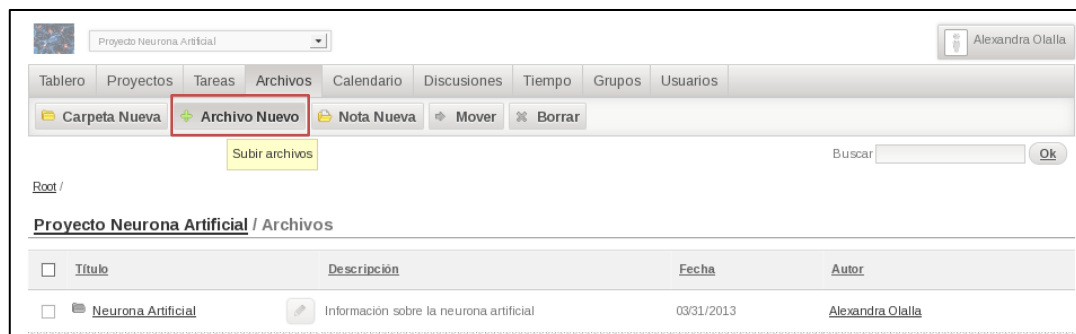 Proyecto Neurona Artificial
Alexandra Olalla
Tablero Proyectos Tareas Archivos Calendario Discusiones Tiempo Grupos Usuarios
Carpeta Nueva Archivo Nuevo Nota Nueva Mover Borrar
Subir archivos
Buscar Ok
Root /
Proyecto Neurona Artificial / Archivos
Título Descripción Fecha Autor
Neurona Artificial Información sobre la neurona artificial 03/31/2013 Alexandra Olalla